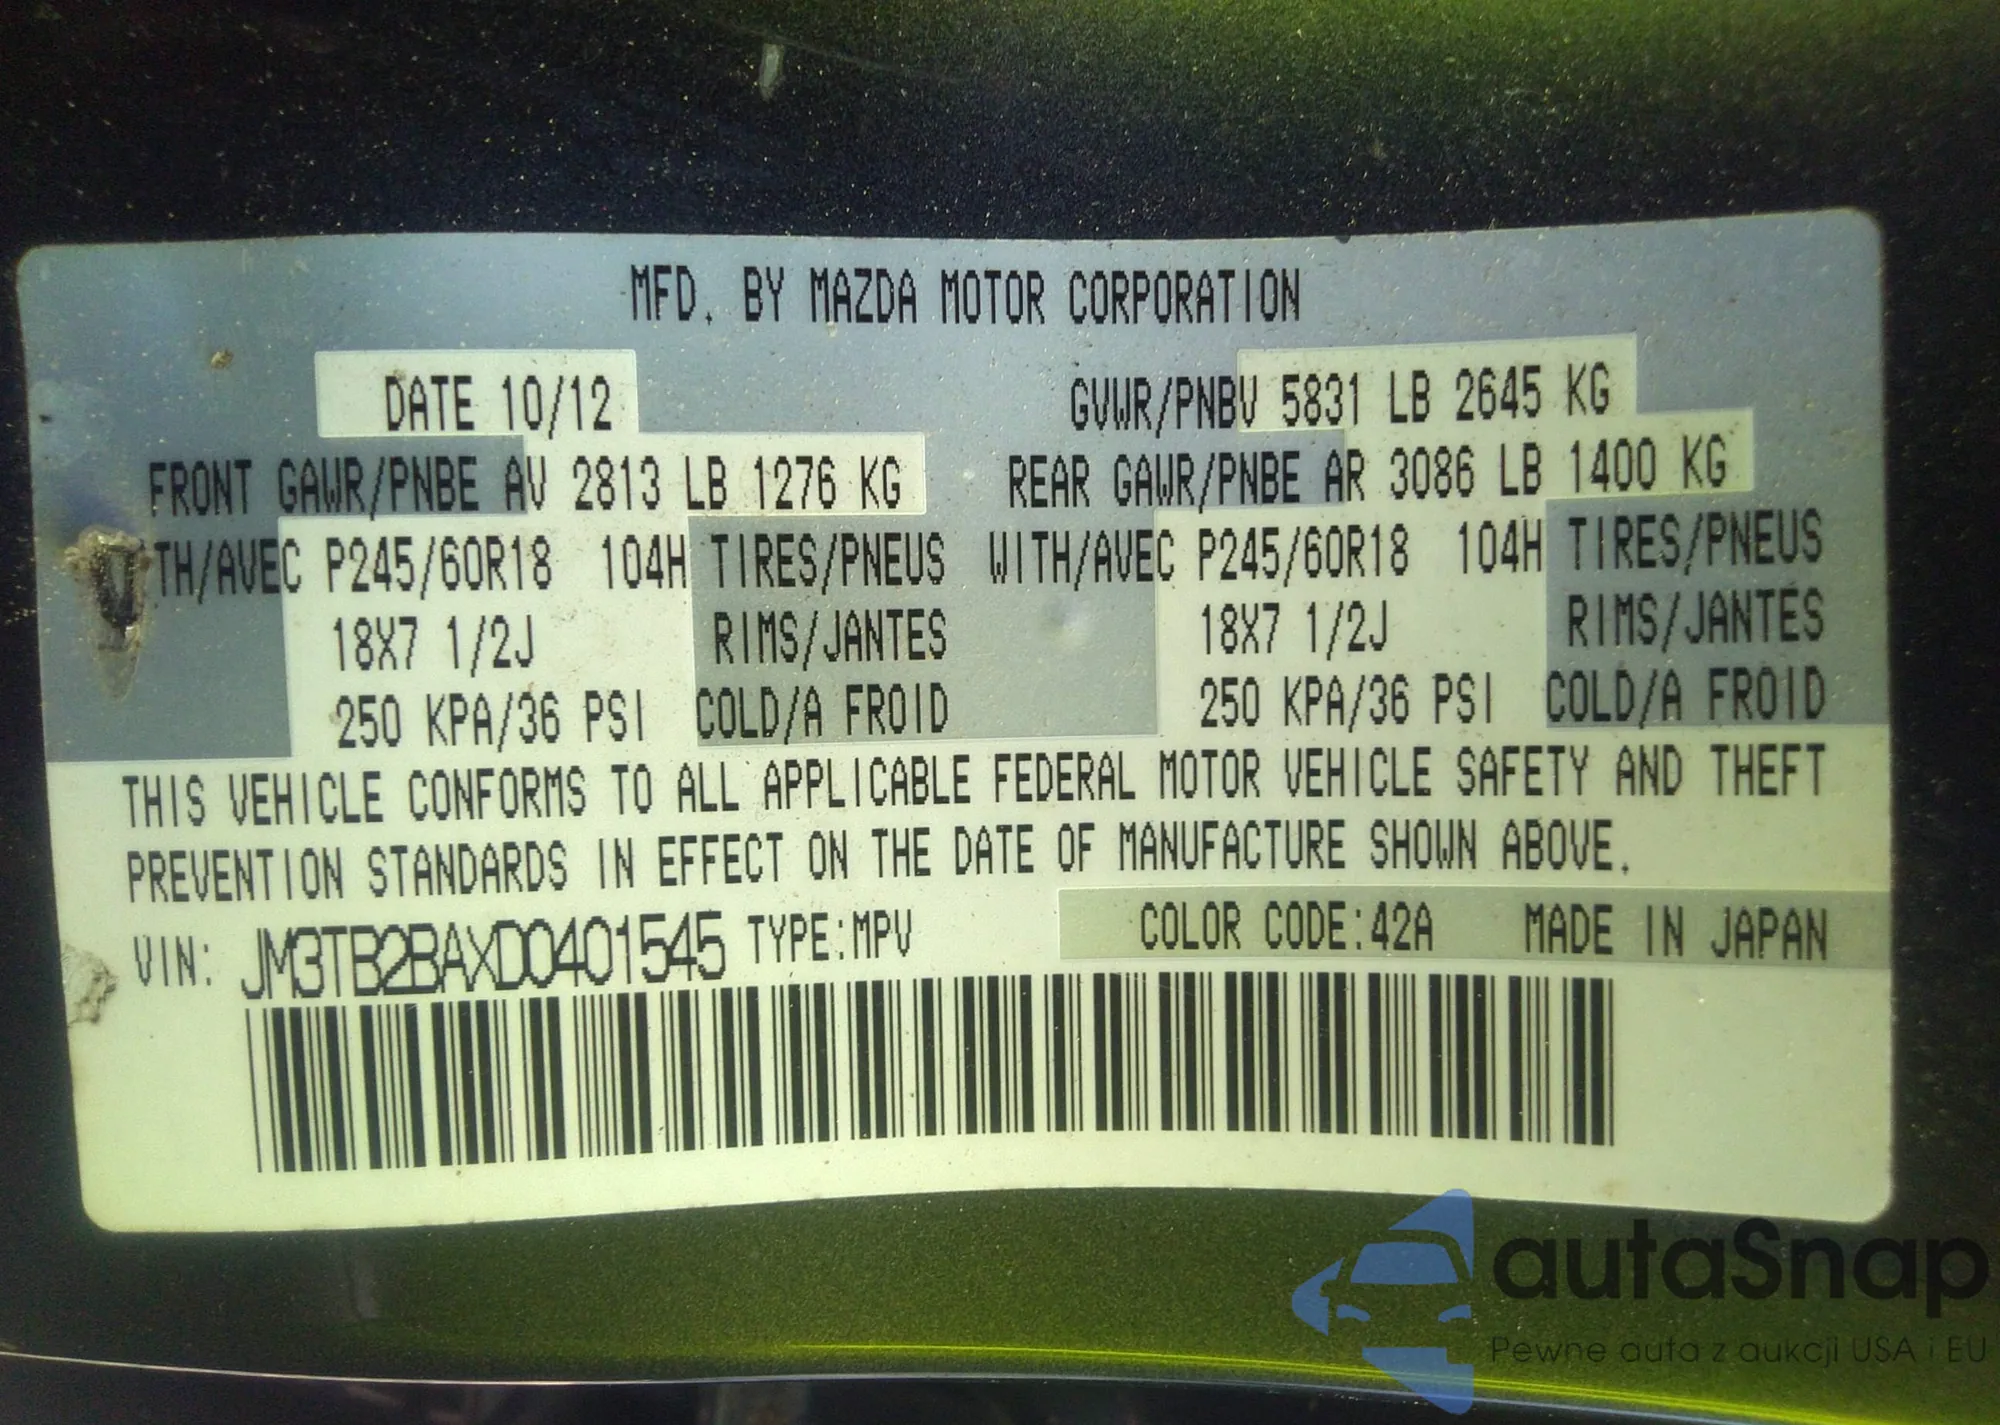 MFD. BY MAZDA MOTOR CORPORATION
DATE 10/12 GVWR/PNBV 5831 LB 2645 KG
FRONT GAWR/PNBE AV 2813 LB 1276 KG REAR GAWR/PNBE AR 3086 LB 1400 KG
TH/AVEC P245/60R18 104H TIRES/PNEUS WITH/AVEC P245/60R18 104H TIRES/PNEUS
18X7 1/2J RIMS/JANTES 18X7 1/2J RIMS/JANTES
250 KPA/36 PSI COLD/A FROID 250 KPA/36 PSI COLD/A FROID
THIS VEHICLE CONFORMS TO ALL APPLICABLE FEDERAL MOTOR VEHICLE SAFETY AND THEFT
PREVENTION STANDARDS IN EFFECT ON THE DATE OF MANUFACTURE SHOWN ABOVE.
VIN: JM3TB2BAXD0401545 TYPE:MPV COLOR CODE:42A MADE IN JAPAN
autaSnap
Pewne auta z aukcji USA i EU